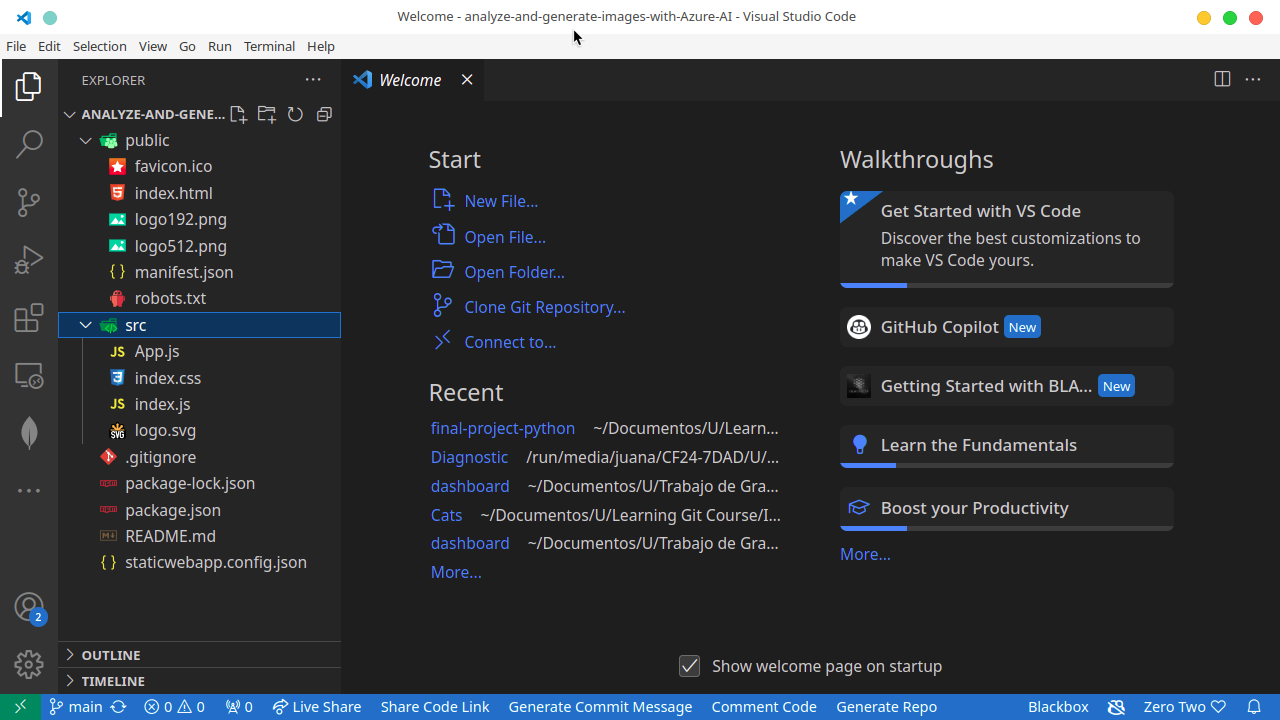 Welcome - analyze-and-generate-images-with-Azure-AI - Visual Studio Code
File Edit Selection View Go Run Terminal Help
EXPLORER
ANALYZE-AND-GENE...
public
favicon.ico
index.html
logo192.png
logo512.png
manifest.json
robots.txt
src
App.js
index.css
index.js
logo.svg
.gitignore
package-lock.json
package.json
README.md
staticwebapp.config.json
OUTLINE
TIMELINE
2
Welcome
Start
New File...
Open File...
Open Folder...
Clone Git Repository...
Connect to...
Recent
final-project-python ~/Documentos/U/Learn...
Diagnostic /run/media/juana/CF24-7DAD/U/...
dashboard ~/Documentos/U/Trabajo de Gra...
Cats ~/Documentos/U/Learning Git Course/I...
dashboard ~/Documentos/U/Trabajo de Gra...
More...
Walkthroughs
Get Started with VS Code
Discover the best customizations to
make VS Code yours.
GitHub Copilot New
Getting Started with BLA... New
Learn the Fundamentals
Boost your Productivity
More...
Show welcome page on startup
main 0 0 0 Live Share Share Code Link Generate Commit Message Comment Code Generate Repo Blackbox Zero Two